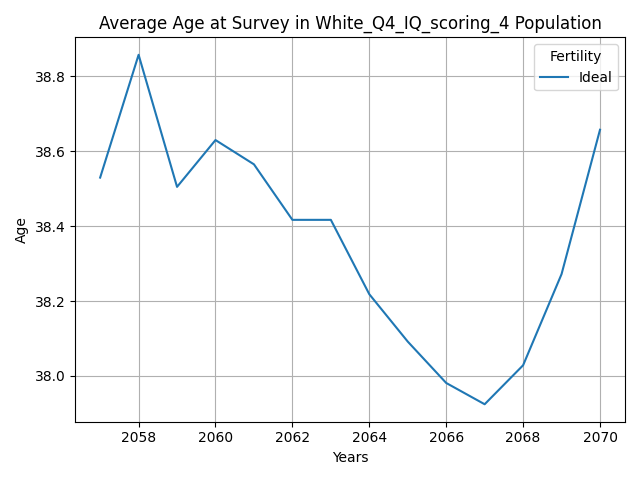 Average Age at Survey in White_Q4_IQ_scoring_4 Population
Fertility
Ideal
38.8
38.6
38.4
38.2
38.0
Age
2058 2060 2062 2064 2066 2068 2070
Years